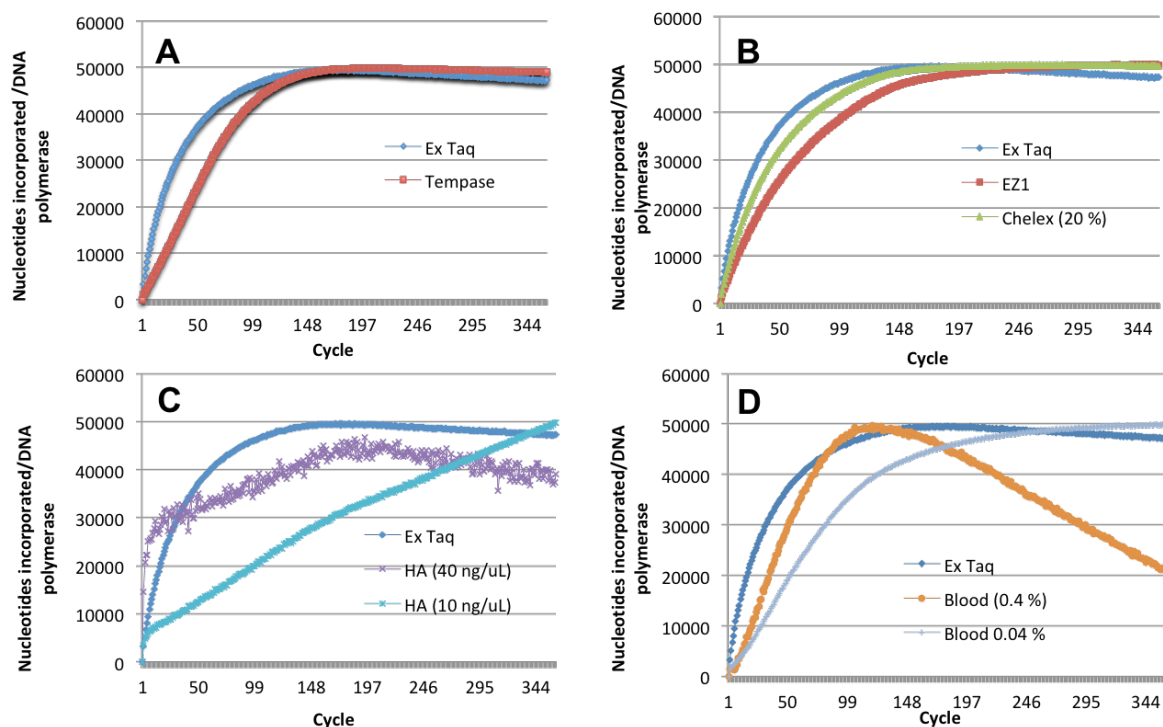 A
Nucleotides incorporated /DNA
polymerase
60000
50000
40000
30000
20000
10000
0
Ex Taq
Tempase
1 50 99 148 197 246 295 344
Cycle
B
Nucleotides incorporated/DNA
polymerase
60000
50000
40000
30000
20000
10000
0
Ex Taq
EZ1
Chelex (20 %)
1 50 99 148 197 246 295 344
Cycle
C
Nucleotides incorporated/DNA
polymerase
60000
50000
40000
30000
20000
10000
0
Ex Taq
HA (40 ng/uL)
HA (10 ng/uL)
1 50 99 148 197 246 295 344
Cycle
D
Nucleotides incorporated/DNA
polymerase
60000
50000
40000
30000
20000
10000
0
Ex Taq
Blood (0.4 %)
Blood 0.04 %
1 50 99 148 197 246 295 344
Cycle